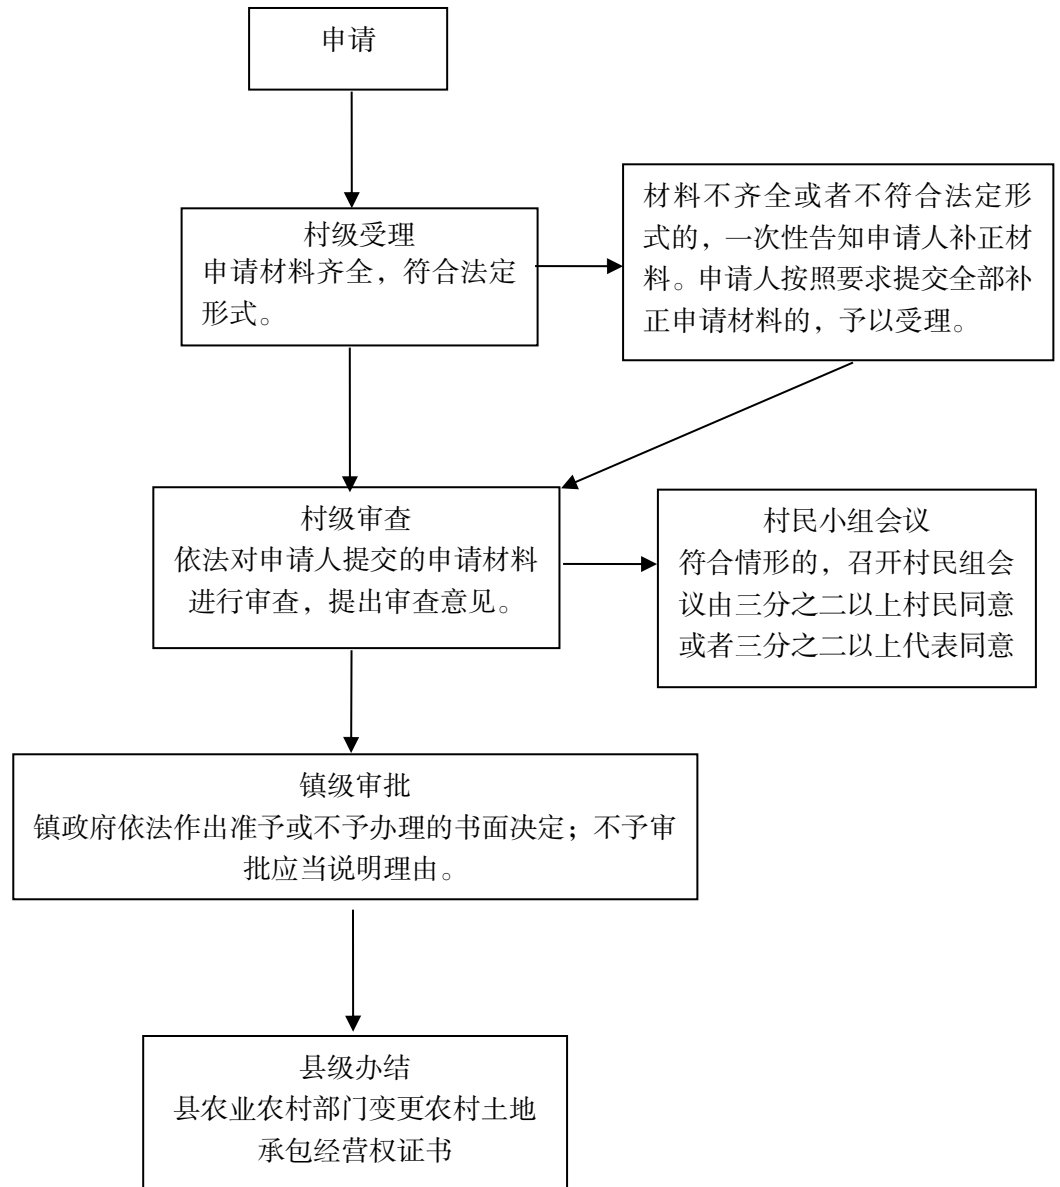 申请
村级受理
申请材料齐全，符合法定
形式。
材料不齐全或者不符合法定形
式的，一次性告知申请人补正材
料。申请人按照要求提交全部补
正申请材料的，予以受理。
村级审查
依法对申请人提交的申请材料
进行审查，提出审查意见。
村民小组会议
符合情形的，召开村民组会
议由三分之二以上村民同意
或者三分之二以上代表同意
镇级审批
镇政府依法作出准予或不予办理的书面决定；不予审
批应当说明理由。
县级办结
县农业农村部门变更农村土地
承包经营权证书